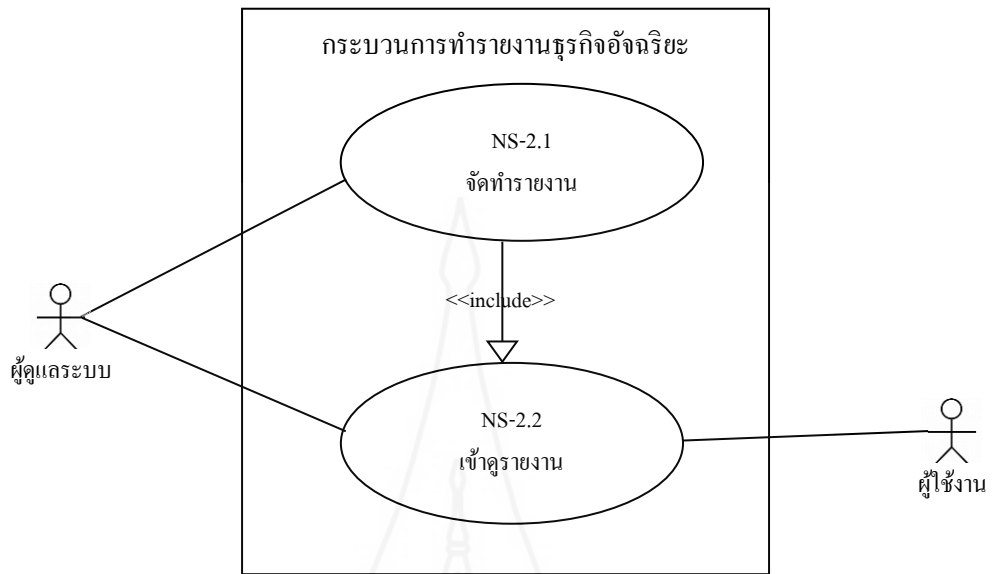 กระบวนการทำรายงานธุรกิจอัจฉริยะ
NS-2.1
จัดทำรายงาน
<<include>>
ผู้ดูแลระบบ
NS-2.2
เข้าดูรายงาน
ผู้ใช้งาน